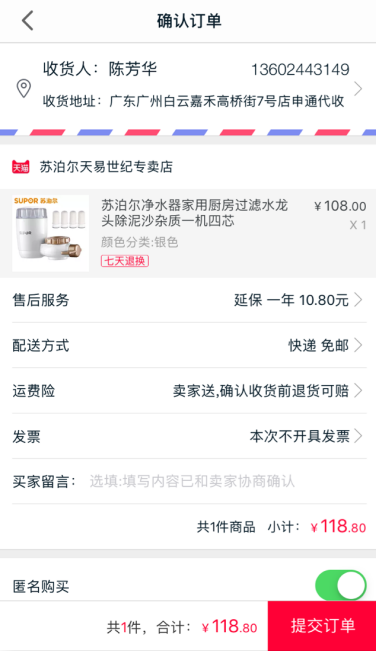 确认订单
收货人：陈芳华 13602443149
收货地址：广东广州白云嘉禾高桥街7号店申通代收
天猫 苏泊尔天易世纪专卖店
SUPOR 苏泊尔
苏泊尔净水器家用厨房过滤水龙 ￥108.00
头除泥沙杂质一机四芯 X 1
颜色分类:银色
七天退换
售后服务 延保 一年 10.80元
配送方式 快递 免邮
运费险 卖家送,确认收货前退货可赔
发票 本次不开具发票
买家留言： 选填:填写内容已和卖家协商确认
共1件商品 小计：￥118.80
匿名购买
共1件，合计：￥118.80 提交订单